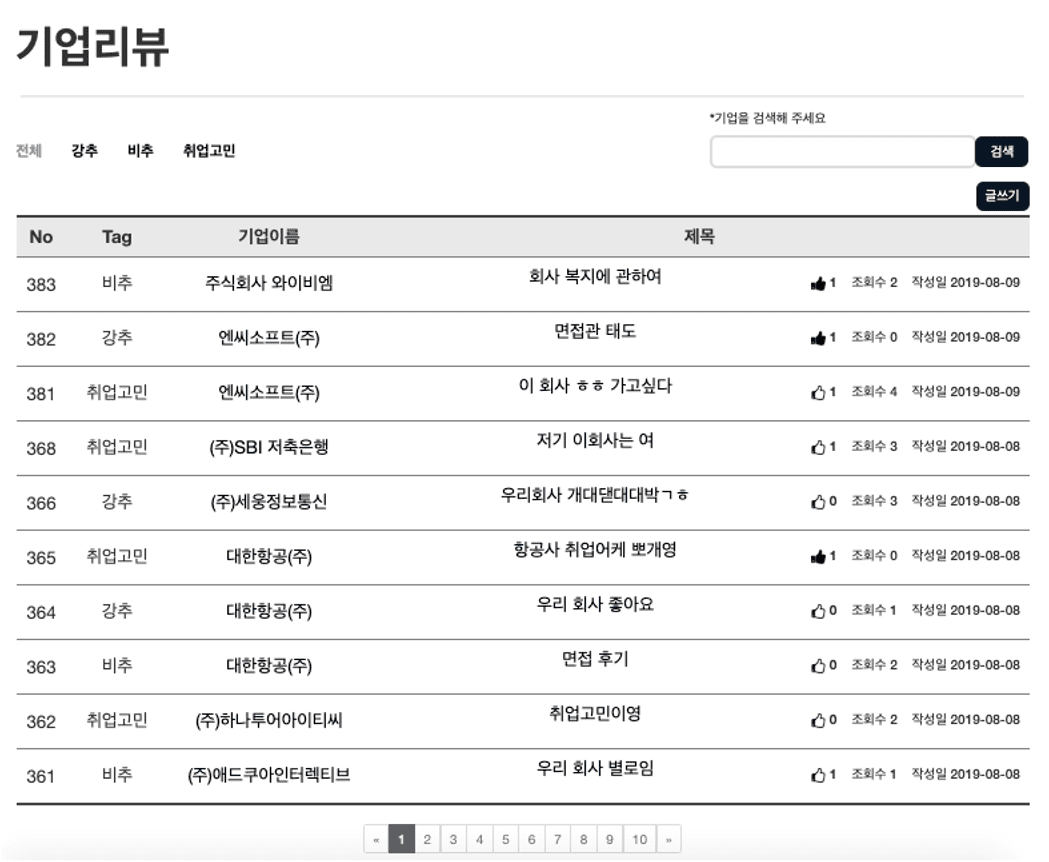 기업리뷰
*기업을 검색해 주세요
전체 강추 비추 취업고민
검색
글쓰기
No Tag 기업이름 제목
383 비추 주식회사 와이비엠 회사 복지에 관하여 1 조회수 2 작성일 2019-08-09
382 강추 엔씨소프트(주) 면접관 태도 1 조회수 0 작성일 2019-08-09
381 취업고민 엔씨소프트(주) 이 회사 ㅎㅎ 가고싶다 1 조회수 4 작성일 2019-08-09
368 취업고민 (주)SBI 저축은행 저기 이회사는 여 1 조회수 3 작성일 2019-08-08
366 강추 (주)세웅정보통신 우리회사 개대댇대대박ㄱㅎ 0 조회수 3 작성일 2019-08-08
365 취업고민 대한항공(주) 항공사 취업어케 뽀개영 1 조회수 0 작성일 2019-08-08
364 강추 대한항공(주) 우리 회사 좋아요 0 조회수 1 작성일 2019-08-08
363 비추 대한항공(주) 면접 후기 0 조회수 2 작성일 2019-08-08
362 취업고민 (주)하나투어아이티씨 취업고민이영 0 조회수 2 작성일 2019-08-08
361 비추 (주)애드쿠아인터렉티브 우리 회사 별로임 1 조회수 1 작성일 2019-08-08
« 1 2 3 4 5 6 7 8 9 10 »